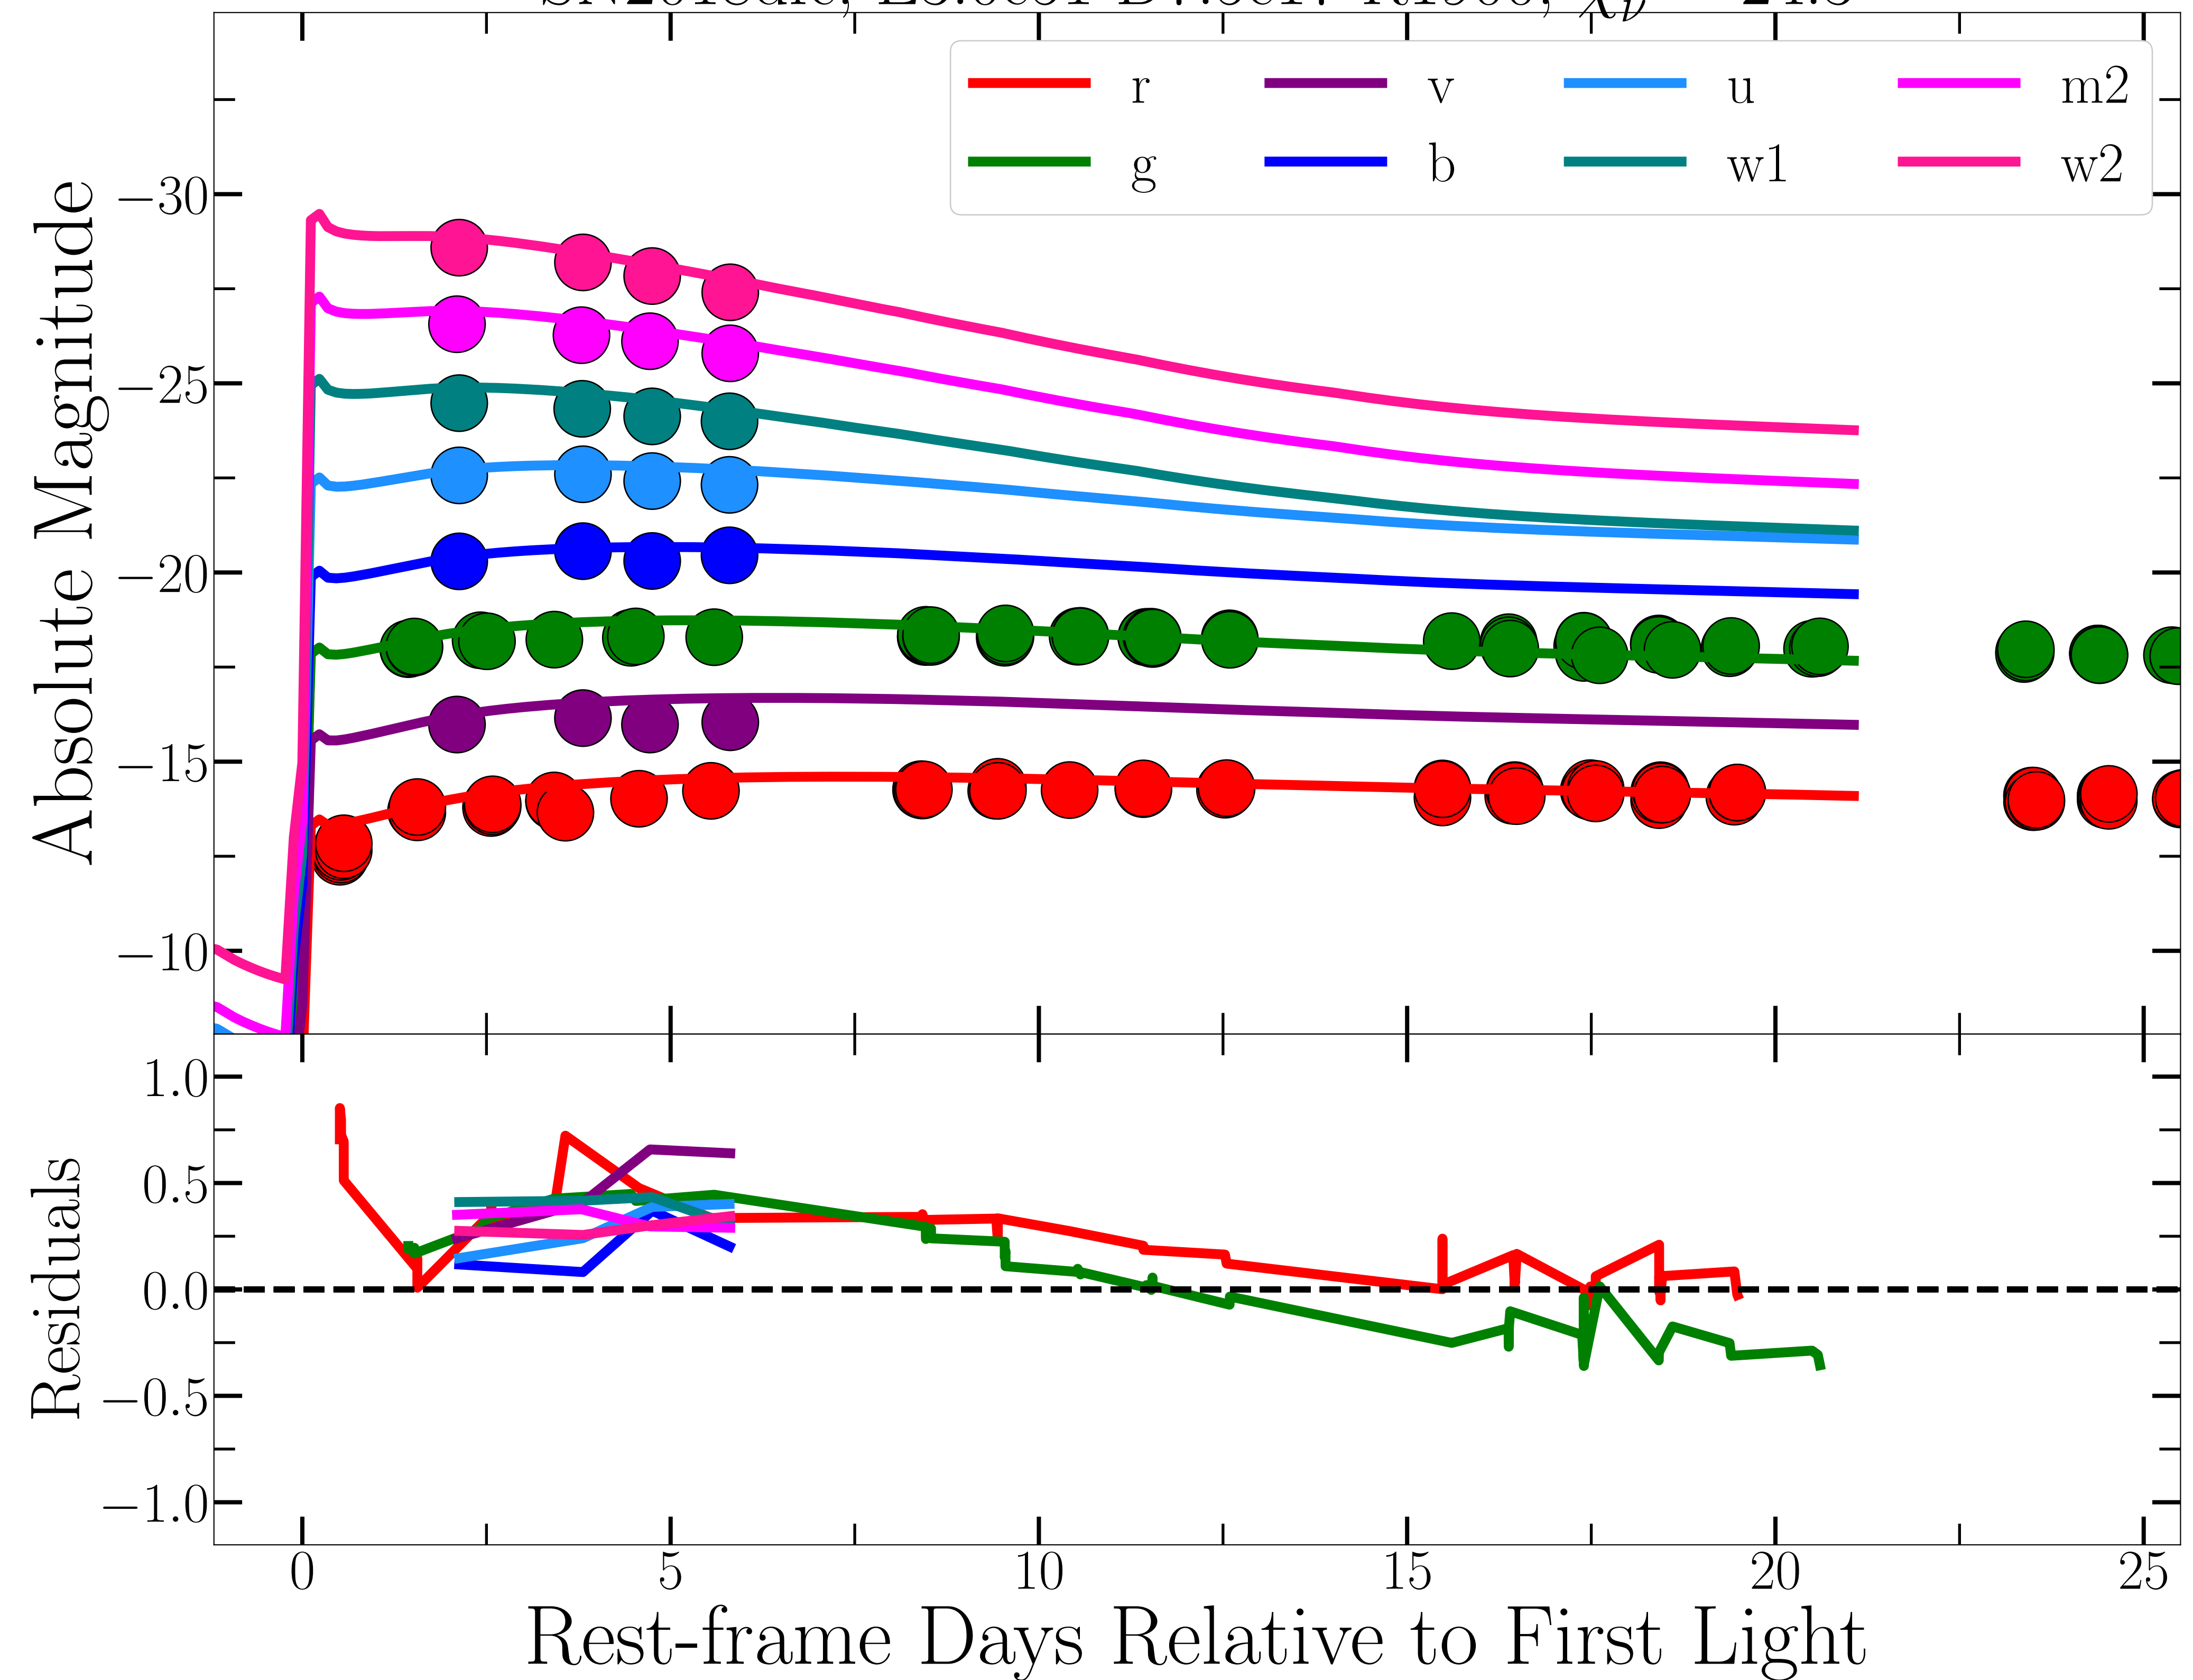 r v u m2
g b w1 w2
Absolute Magnitude
−30
−25
−20
−15
−10
Residuals
1.0
0.5
0.0
−0.5
−1.0
0 5 10 15 20 25
Rest-frame Days Relative to First Light